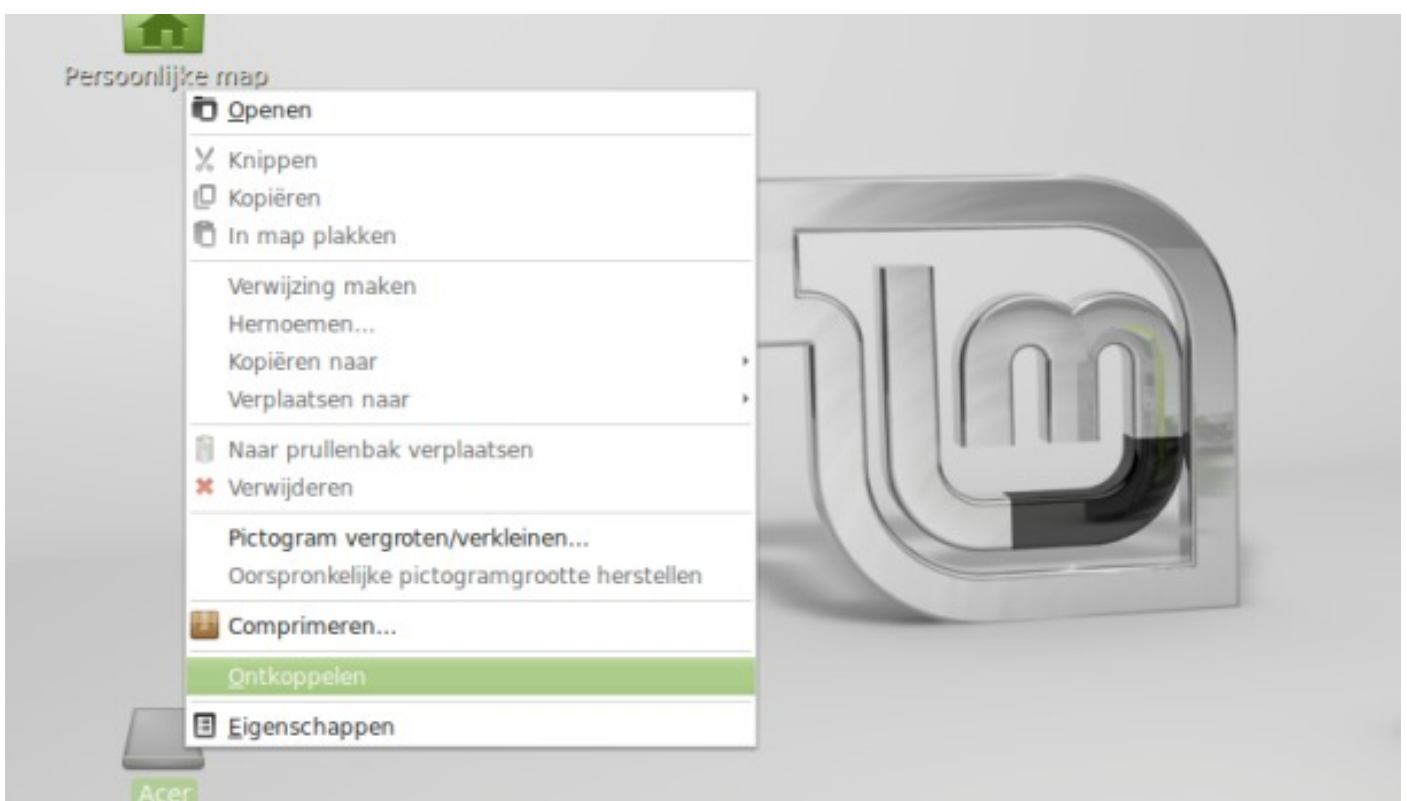 Persoonlijke map
Openen
Knippen
Kopiëren
In map plakken
Verwijzing maken
Hernoemen...
Kopiëren naar
Verplaatsen naar
Naar prullenbak verplaatsen
Verwijderen
Pictogram vergroten/verkleinen...
Oorspronkelijke pictogramgrootte herstellen
Comprimeren...
Ontkoppelen
Eigenschappen
Acer